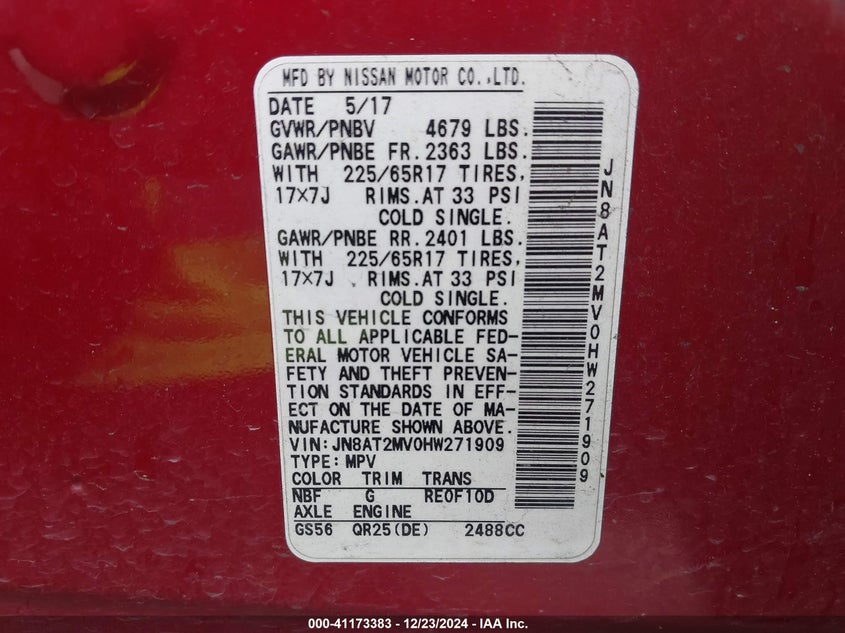 MFD BY NISSAN MOTOR CO.,LTD.
DATE 5/17
GVWR/PNBV 4679 LBS.
GAWR/PNBE FR.2363 LBS.
WITH 225/65R17 TIRES,
17×7J RIMS.AT 33 PSI
COLD SINGLE.
GAWR/PNBE RR.2401 LBS.
WITH 225/65R17 TIRES,
17×7J RIMS.AT 33 PSI
COLD SINGLE.
THIS VEHICLE CONFORMS
TO ALL APPLICABLE FED-
ERAL MOTOR VEHICLE SA-
FETY AND THEFT PREVEN-
TION STANDARDS IN EFF-
ECT ON THE DATE OF MA-
NUFACTURE SHOWN ABOVE.
VIN:JN8AT2MV0HW271909
TYPE:MPV
COLOR TRIM TRANS
NBF G RE0F10D
AXLE ENGINE
GS56 QR25(DE) 2488CC
JN8AT2MV0HW271909
000-41173383 - 12/23/2024 - IAA Inc.